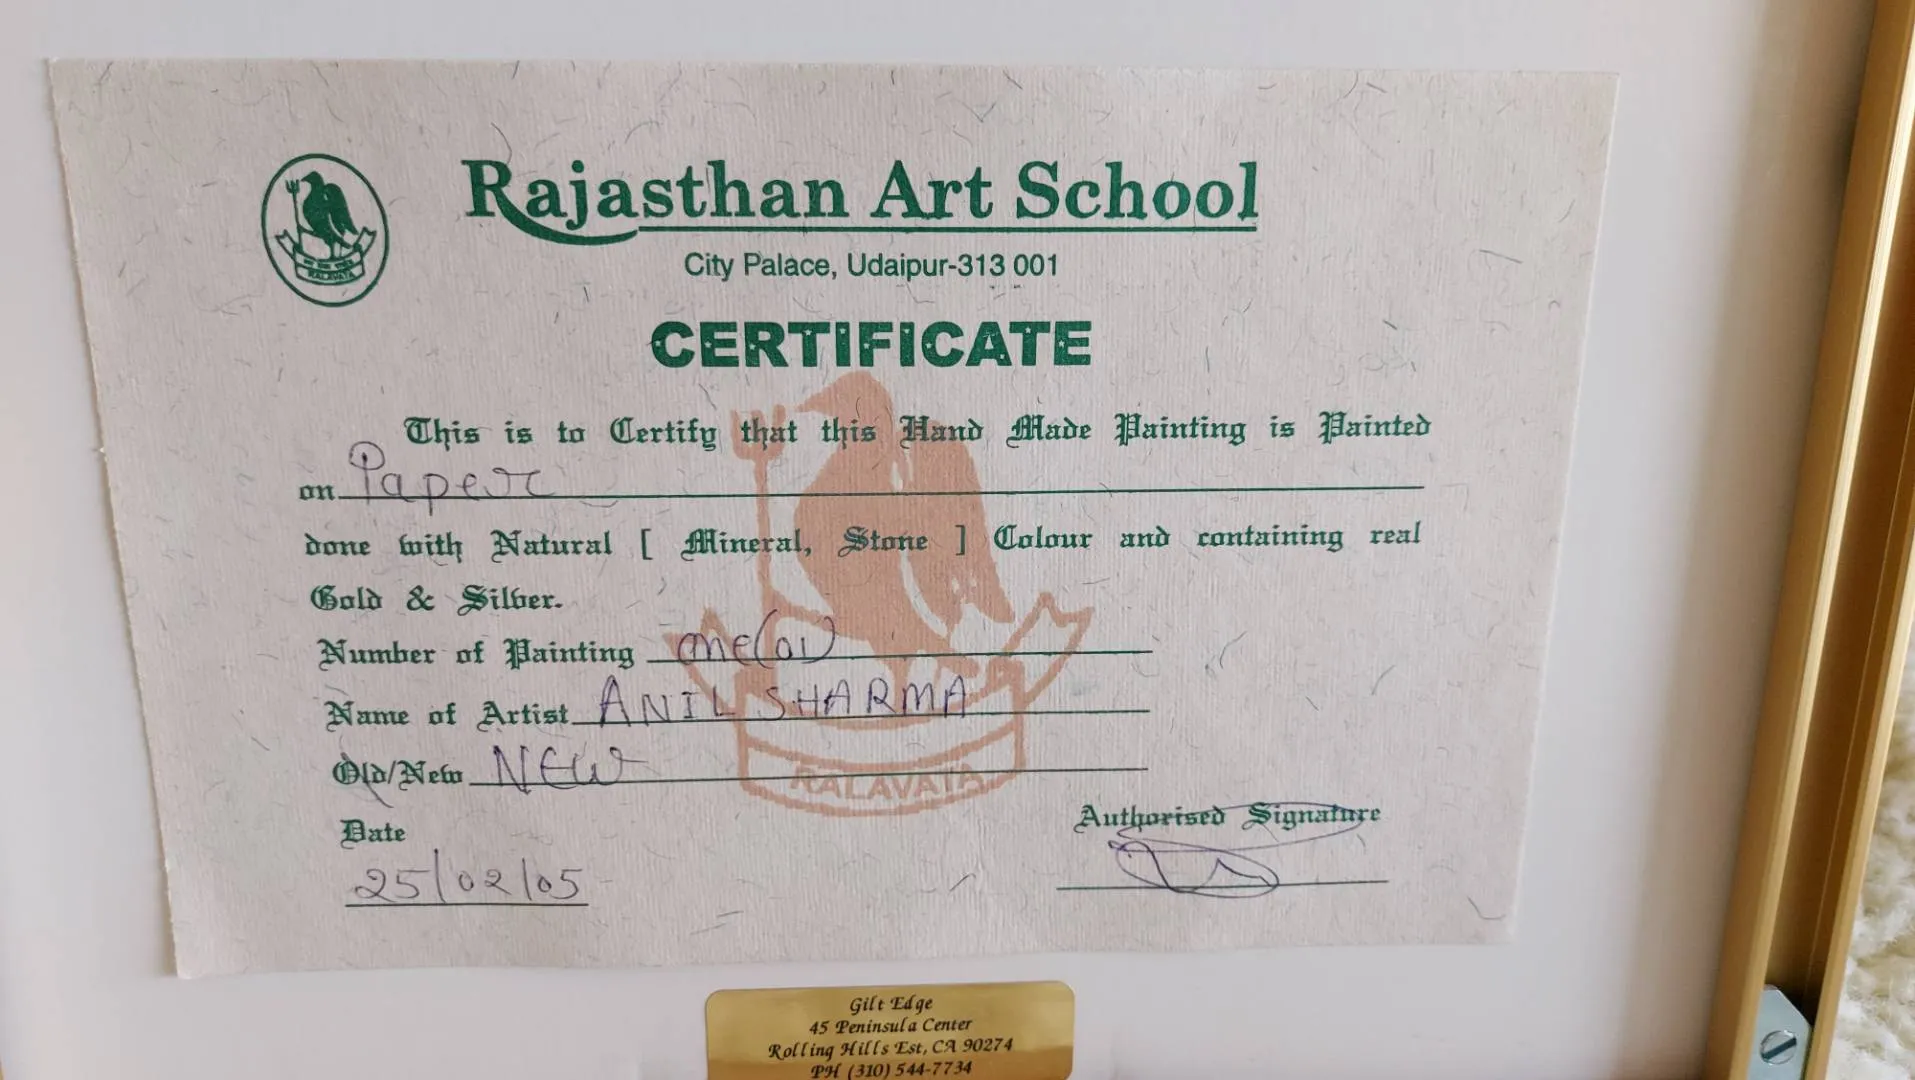 Rajasthan Art School
City Palace, Udaipur-313 001
CERTIFICATE
This is to Certify that this Hand Made Painting is Painted
on Paper
done with Natural [ Mineral, Stone ] Colour and containing real
Gold & Silver.
Number of Painting one(01)
Name of Artist ANIL SHARMA
Old/New NEW
RALAVATA
Date
25/02/05
Authorised Signature
Gilt Edge
45 Peninsula Center
Rolling Hills Est, CA 90274
PH (310) 544-7734